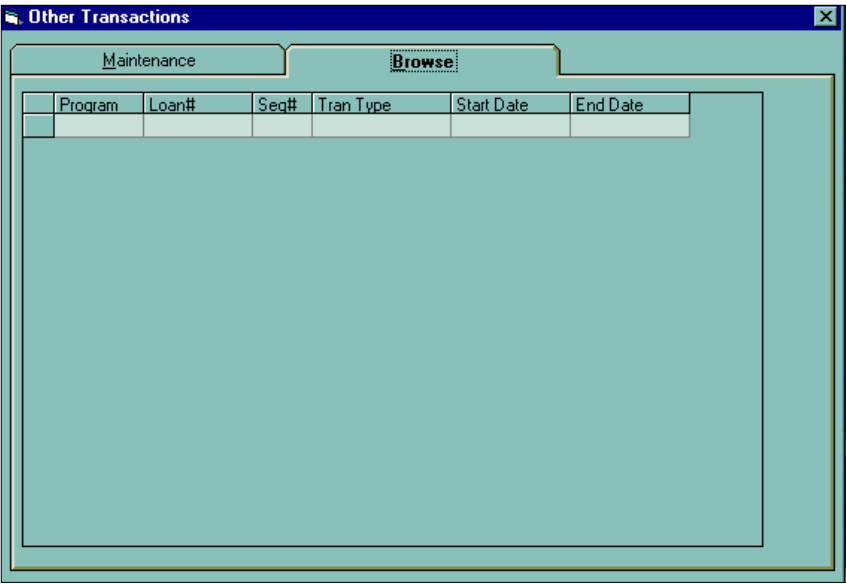 Other Transactions
Maintenance Browse
Program Loan# Seq# Tran Type Start Date End Date